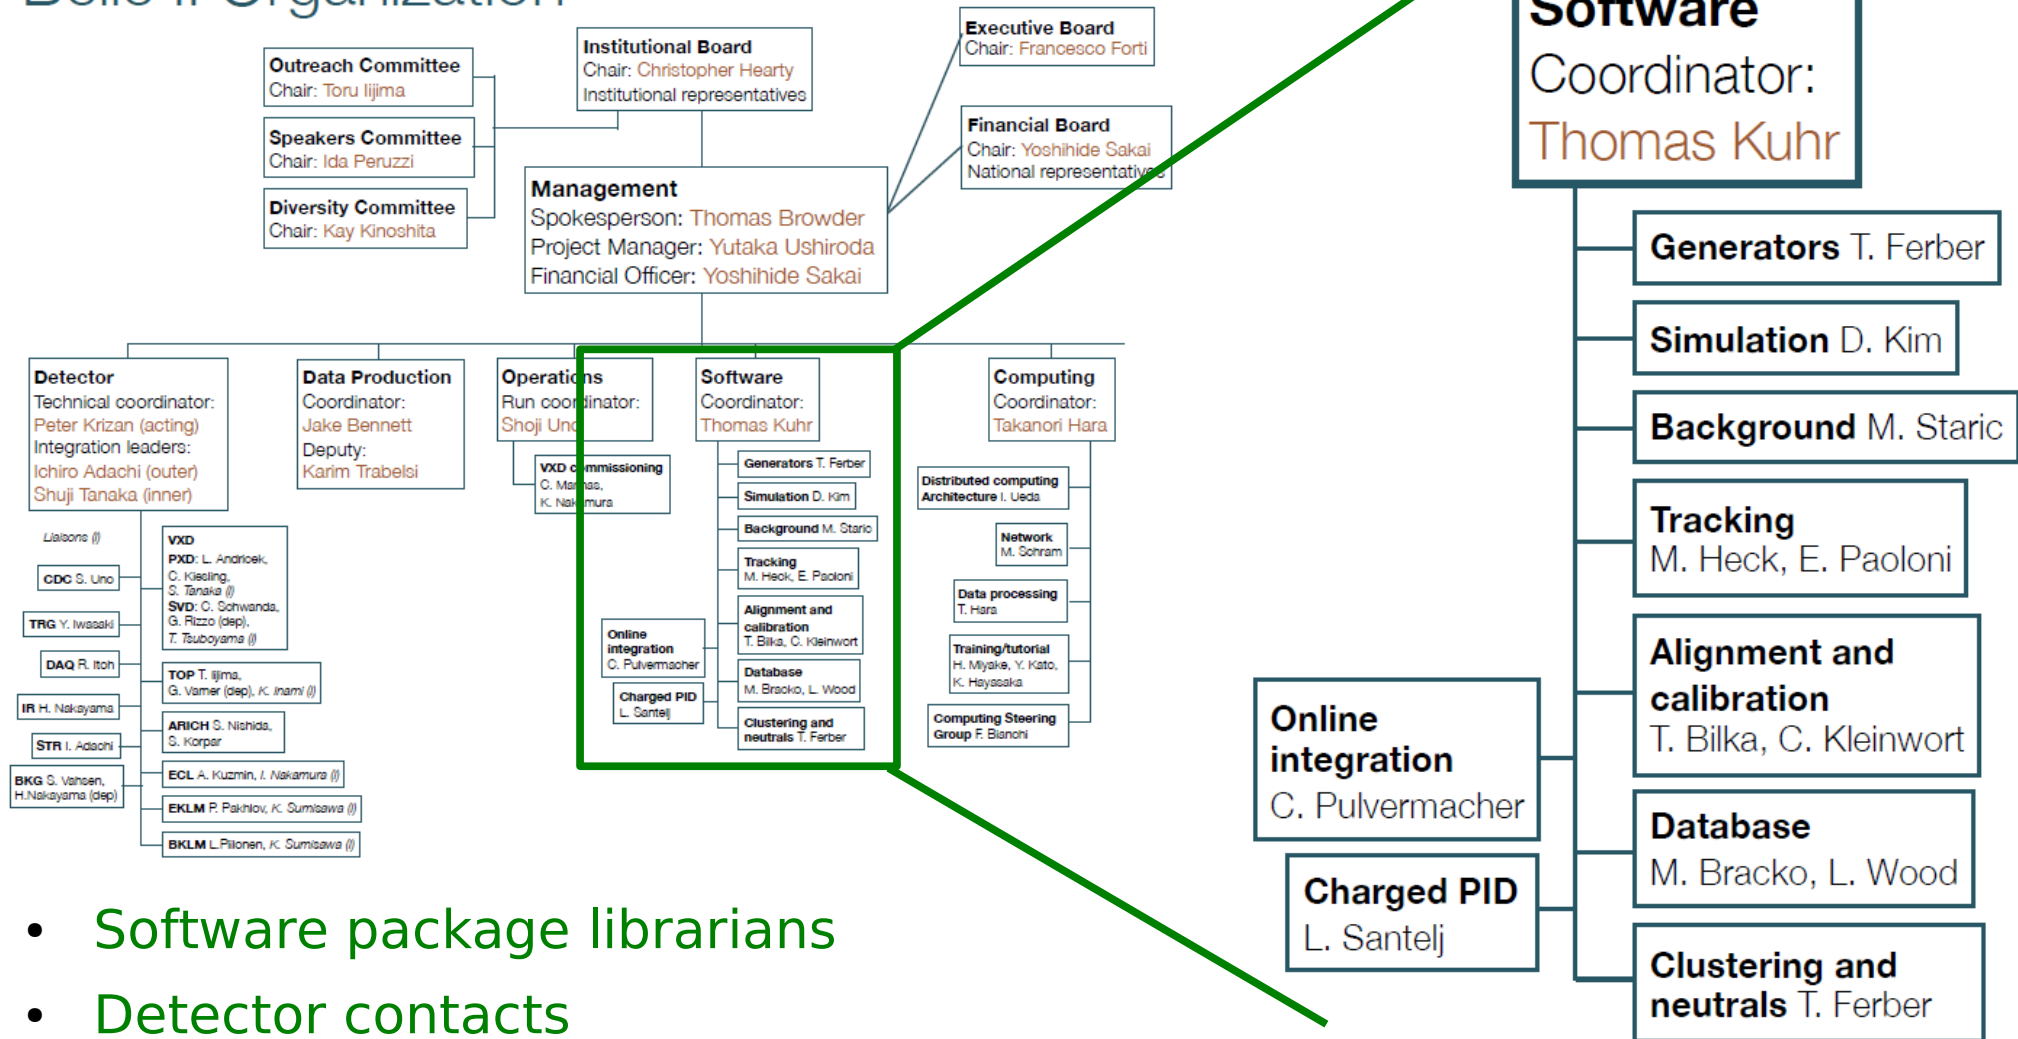 Belle II Organization
Outreach Committee
Chair: Toru Iijima
Speakers Committee
Chair: Ida Peruzzi
Diversity Committee
Chair: Kay Kinoshita
Institutional Board
Chair: Christopher Hearty
Institutional representatives
Executive Board
Chair: Francesco Forti
Financial Board
Chair: Yoshihide Sakai
National representatives
Management
Spokesperson: Thomas Browder
Project Manager: Yutaka Ushiroda
Financial Officer: Yoshihide Sakai
Detector
Technical coordinator:
Peter Krizan (acting)
Integration leaders:
Ichiro Adachi (outer)
Shuji Tanaka (inner)
Liaisons (l)
CDC S. Uno
TRG Y. Iwasaki
DAQ R. Itoh
IR H. Nakayama
STR I. Adachi
BKG S. Vahsen,
H.Nakayama (dep)
VXD
PXD: L. Andricek,
C. Kiesling,
S. Tanaka (l)
SVD: C. Schwanda,
G. Rizzo (dep),
T. Tsuboyama (l)
TOP T. Iijima,
G. Varner (dep), K. Inami (l)
ARICH S. Nishida,
S. Korpar
ECL A. Kuzmin, I. Nakamura (l)
EKLM P. Pakhlov, K. Sumisawa (l)
BKLM L.Piilonen, K. Sumisawa (l)
Data Production
Coordinator:
Jake Bennett
Deputy:
Karim Trabelsi
Operations
Run coordinator:
Shoji Uno
VXD commissioning
C. Marinas,
K. Nakamura
Software
Coordinator:
Thomas Kuhr
Generators T. Ferber
Simulation D. Kim
Background M. Staric
Tracking
M. Heck, E. Paoloni
Alignment and
calibration
T. Bilka, C. Kleinwort
Online
integration
C. Pulvermacher
Database
M. Bracko, L. Wood
Charged PID
L. Santelj
Clustering and
neutrals T. Ferber
Computing
Coordinator:
Takanori Hara
Distributed computing
Architecture I. Ueda
Network
M. Schram
Data processing
T. Hara
Training/tutorial
H. Miyake, Y. Kato,
K. Hayasaka
Computing Steering
Group F. Bianchi
Software
Coordinator:
Thomas Kuhr
Generators T. Ferber
Simulation D. Kim
Background M. Staric
Tracking
M. Heck, E. Paoloni
Alignment and
calibration
T. Bilka, C. Kleinwort
Online
integration
C. Pulvermacher
Database
M. Bracko, L. Wood
Charged PID
L. Santelj
Clustering and
neutrals T. Ferber
• Software package librarians
• Detector contacts